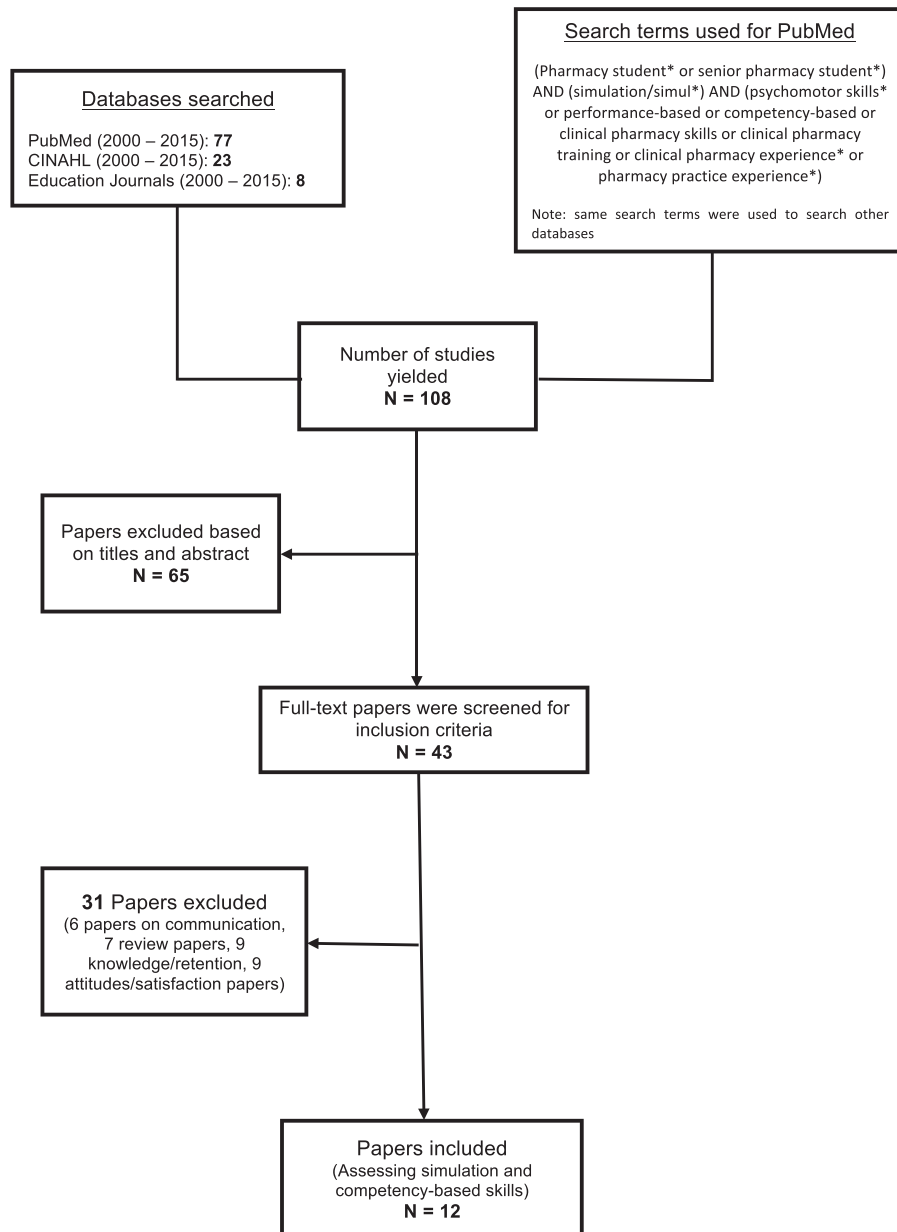 Databases searched
PubMed (2000 – 2015): 77
CINAHL (2000 – 2015): 23
Education Journals (2000 – 2015): 8
Search terms used for PubMed
(Pharmacy student* or senior pharmacy student*)
AND (simulation/simul*) AND (psychomotor skills*
or performance-based or competency-based or
clinical pharmacy skills or clinical pharmacy
training or clinical pharmacy experience* or
pharmacy practice experience*)
Note: same search terms were used to search other
databases
Number of studies
yielded
N = 108
Papers excluded based
on titles and abstract
N = 65
Full-text papers were screened for
inclusion criteria
N = 43
31 Papers excluded
(6 papers on communication,
7 review papers, 9
knowledge/retention, 9
attitudes/satisfaction papers)
Papers included
(Assessing simulation and
competency-based skills)
N = 12